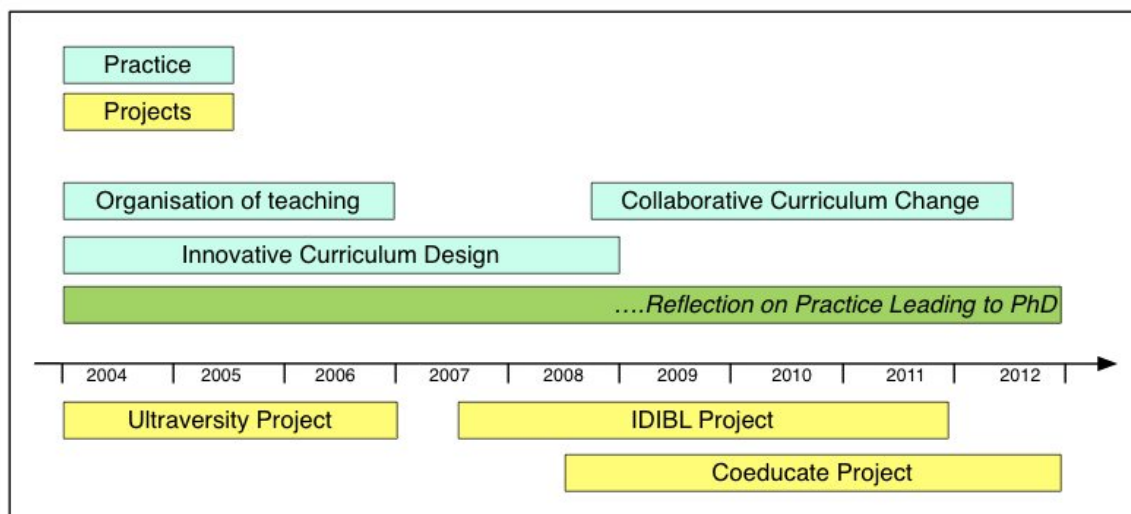 Practice
Projects
Organisation of teaching
Collaborative Curriculum Change
Innovative Curriculum Design
....Reflection on Practice Leading to PhD
2004 2005 2006 2007 2008 2009 2010 2011 2012
Ultraversity Project
IDIBL Project
Coeducate Project